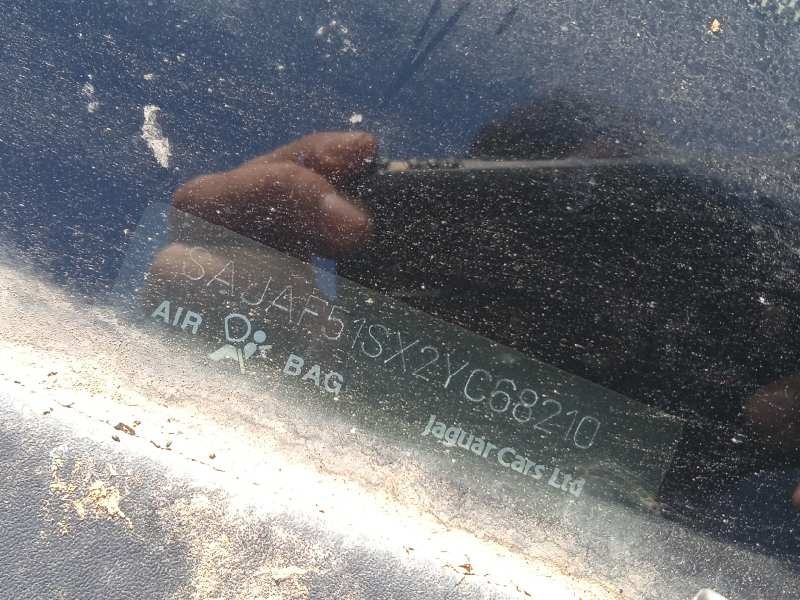 SAJAF51SX2YC68210
AIR BAG
Jaguar Cars Ltd